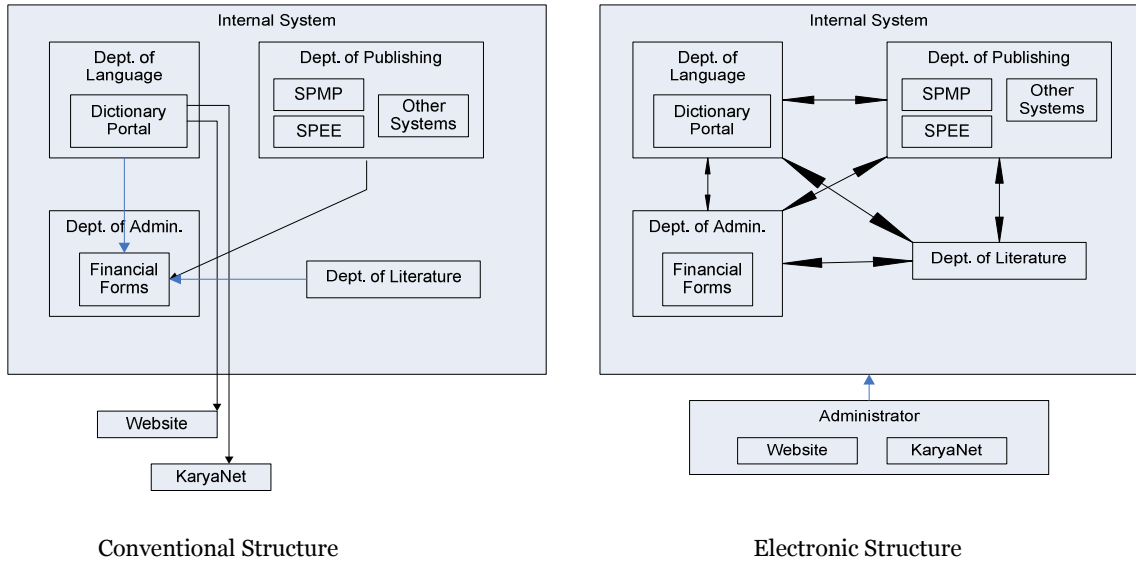 Internal System
Dept. of
Language
Dictionary
Portal
Dept. of Publishing
SPMP
SPEE
Other
Systems
Dept. of Admin.
Financial
Forms
Dept. of Literature
Website
KaryaNet
Conventional Structure
Internal System
Dept. of
Language
Dictionary
Portal
Dept. of Publishing
SPMP
SPEE
Other
Systems
Dept. of Admin.
Financial
Forms
Dept. of Literature
Administrator
Website
KaryaNet
Electronic Structure